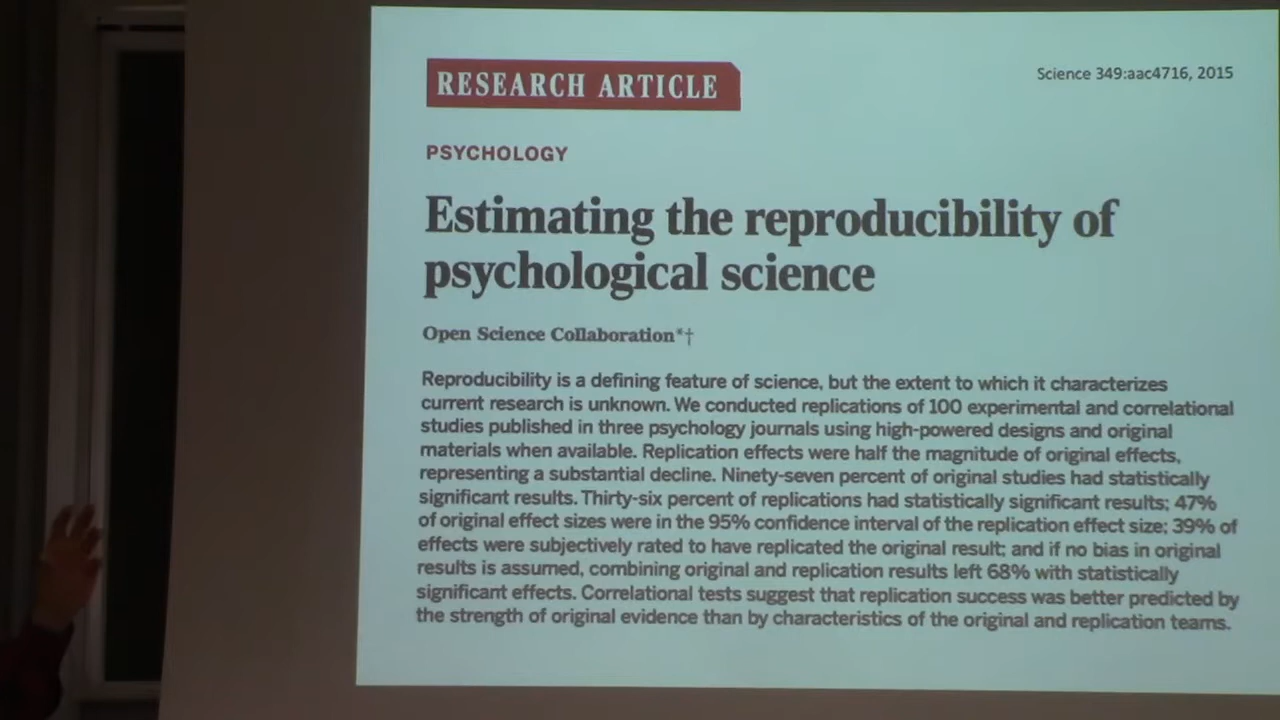 RESEARCH ARTICLE
Science 349:aac4716, 2015
PSYCHOLOGY
Estimating the reproducibility of
psychological science
Open Science Collaboration*†
Reproducibility is a defining feature of science, but the extent to which it characterizes
current research is unknown. We conducted replications of 100 experimental and correlational
studies published in three psychology journals using high-powered designs and original
materials when available. Replication effects were half the magnitude of original effects,
representing a substantial decline. Ninety-seven percent of original studies had statistically
significant results. Thirty-six percent of replications had statistically significant results; 47%
of original effect sizes were in the 95% confidence interval of the replication effect size; 39% of
effects were subjectively rated to have replicated the original result; and if no bias in original
results is assumed, combining original and replication results left 68% with statistically
significant effects. Correlational tests suggest that replication success was better predicted by
the strength of original evidence than by characteristics of the original and replication teams.